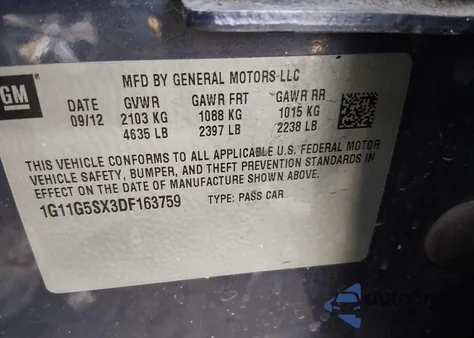 GM
MFD BY GENERAL MOTORS LLC
DATE GVWR GAWR FRT GAWR RR
09/12 2103 KG 1088 KG 1015 KG
4635 LB 2397 LB 2238 LB
THIS VEHICLE CONFORMS TO ALL APPLICABLE U.S. FEDERAL MOTOR
VEHICLE SAFETY, BUMPER, AND THEFT PREVENTION STANDARDS IN
EFFECT ON THE DATE OF MANUFACTURE SHOWN ABOVE.
1G11G5SX3DF163759 TYPE: PASS CAR